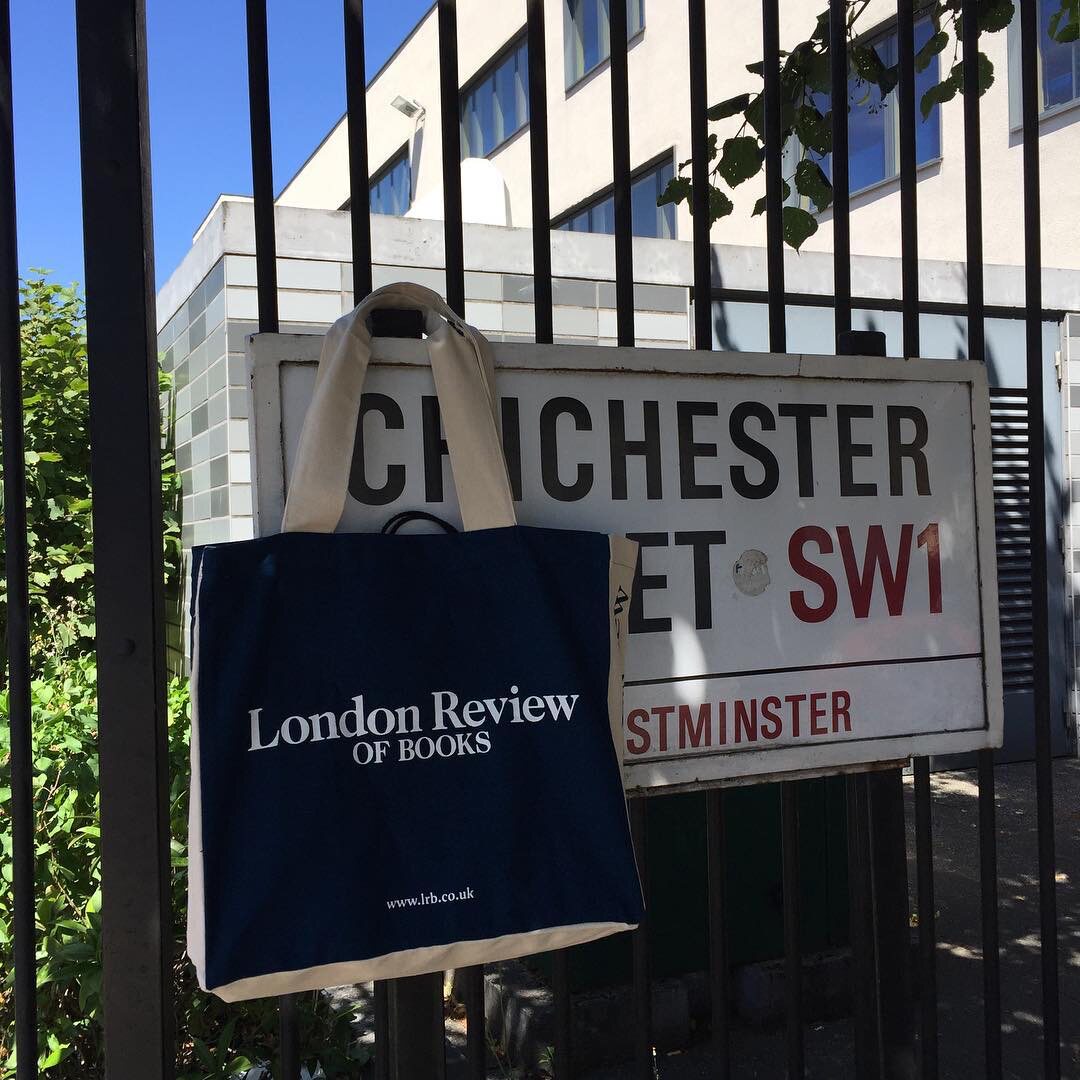 CHICHESTER
ET SW1
STMINSTER
London Review
OF BOOKS
www.lrb.co.uk